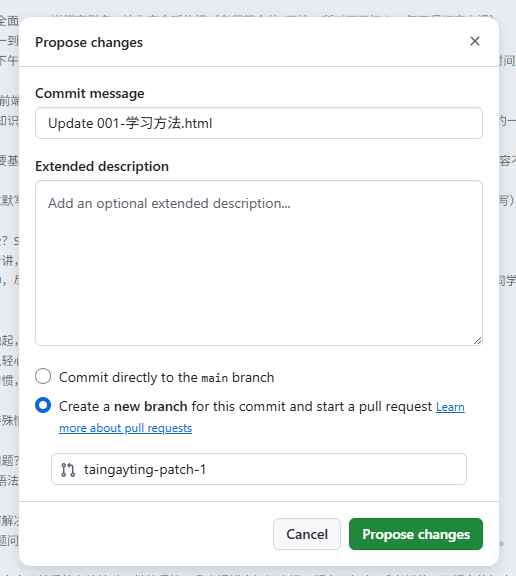 Propose changes
Commit message
Update 001-学习方法.html
Extended description
Add an optional extended description...
Commit directly to the main branch
Create a new branch for this commit and start a pull request Learn
more about pull requests
taingayting-patch-1
Cancel
Propose changes